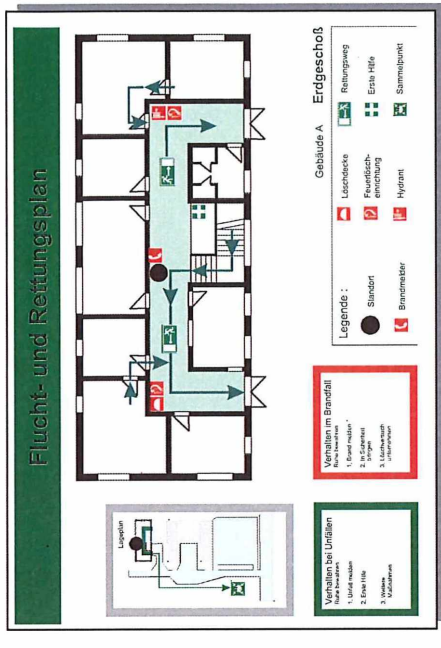 Flucht- und Rettungsplan
Lageplan
Verhalten bei Unfällen
Ruhe bewahren
1. Unfall melden
2. Erste Hilfe
3. Weitere
Maßnahmen
Verhalten im Brandfall
Ruhe bewahren
1. Brand melden
2. In Sicherheit
bringen
3. Löschversuch
unternehmen
Gebäude A Erdgeschoß
Legende :
Standort
Brandmelder
Löschdecke
Feuerlösch-
einrichtung
Hydrant
Rettungsweg
Erste Hilfe
Sammelpunkt